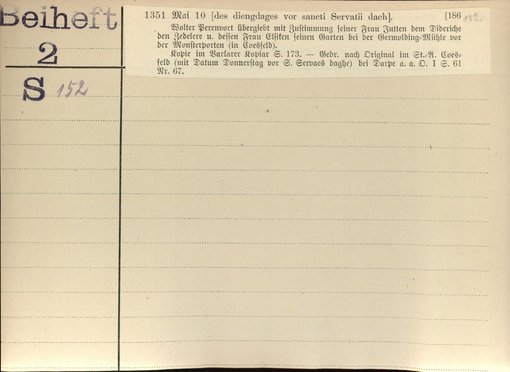 Beiheft
2
S 152
1351 Mai 10 [des diengdages vor sancti Servatii dach]. [186 152
Wolter Perenvort übergiebt mit Zustimmung seiner Frau Jutten dem Dideriche
den Zedelere u. dessen Frau Elsiken seinen Garten bei der Germolding-Mühle vor
der Monsterporten (in Coesfeld).
Kopie im Varlarer Kopiar S. 173. — Gedr. nach Original im St.-A. Coes-
feld (mit Datum Donnerstag vor S. Servaes daghe) bei Darpe a. a. O. I S. 61
Nr. 67.